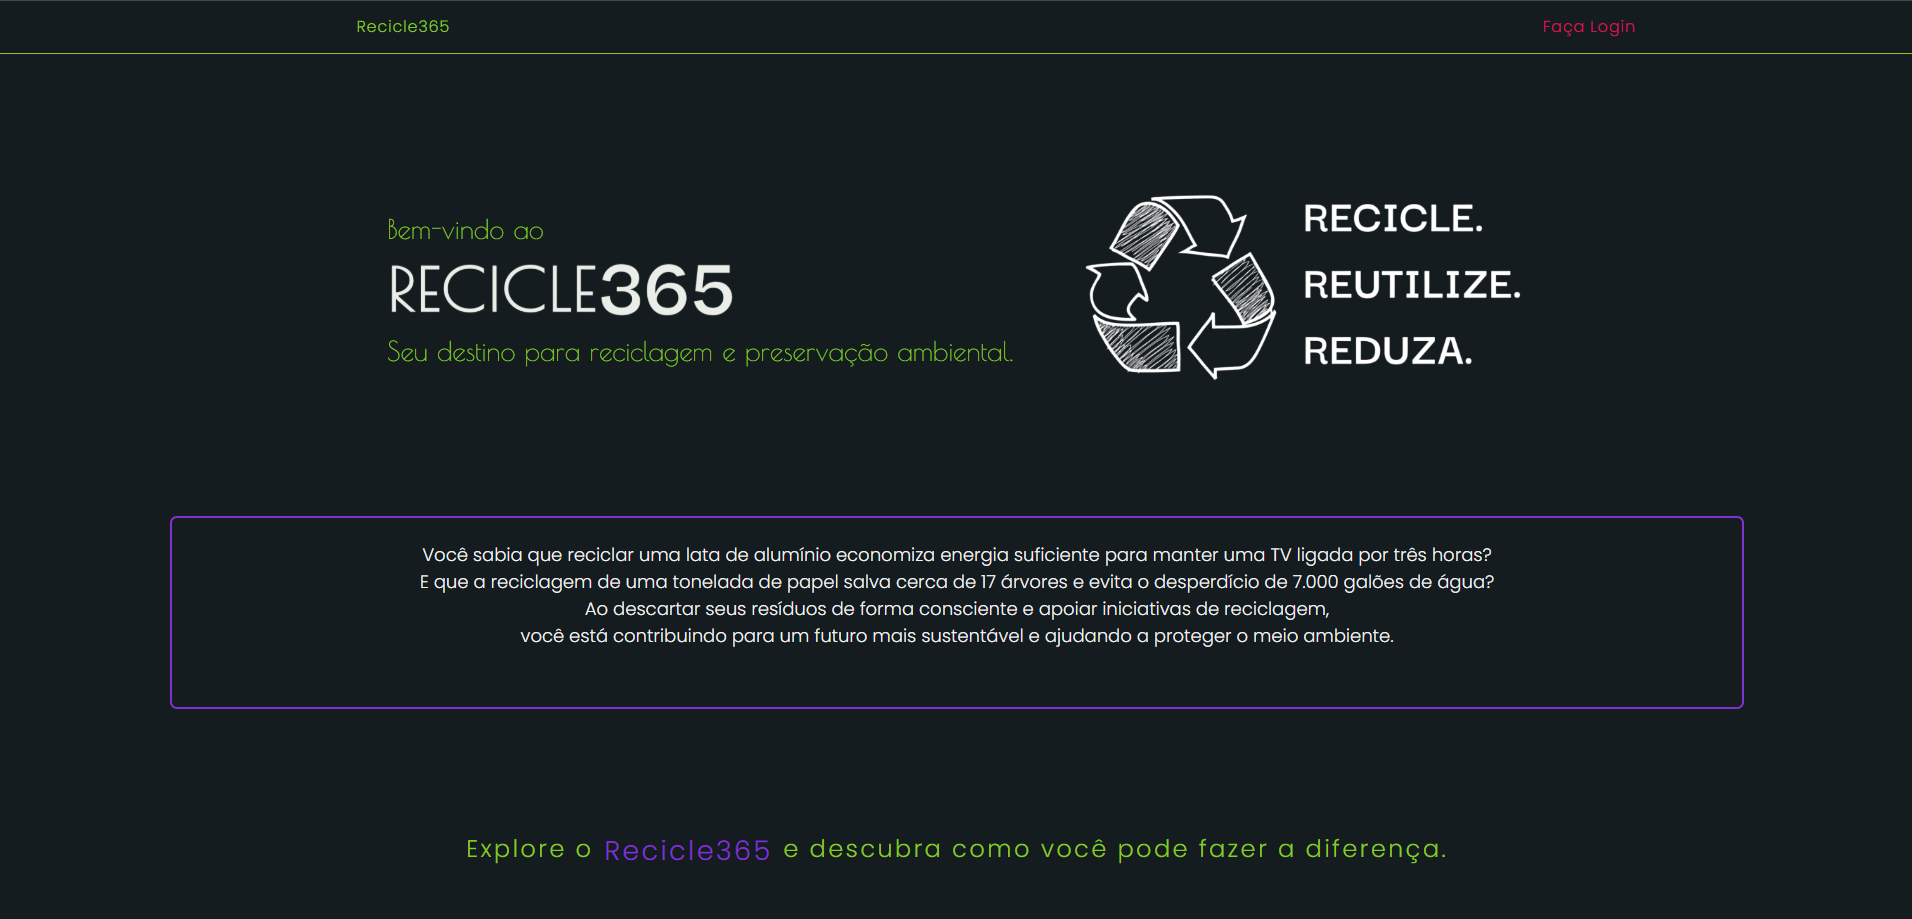 Recicle365
Faça Login
Bem-vindo ao
RECICLE365
Seu destino para reciclagem e preservação ambiental.
RECICLE.
REUTILIZE.
REDUZA.
Você sabia que reciclar uma lata de alumínio economiza energia suficiente para manter uma TV ligada por três horas?
E que a reciclagem de uma tonelada de papel salva cerca de 17 árvores e evita o desperdício de 7.000 galões de água?
Ao descartar seus resíduos de forma consciente e apoiar iniciativas de reciclagem,
você está contribuindo para um futuro mais sustentável e ajudando a proteger o meio ambiente.
Explore o Recicle365 e descubra como você pode fazer a diferença.